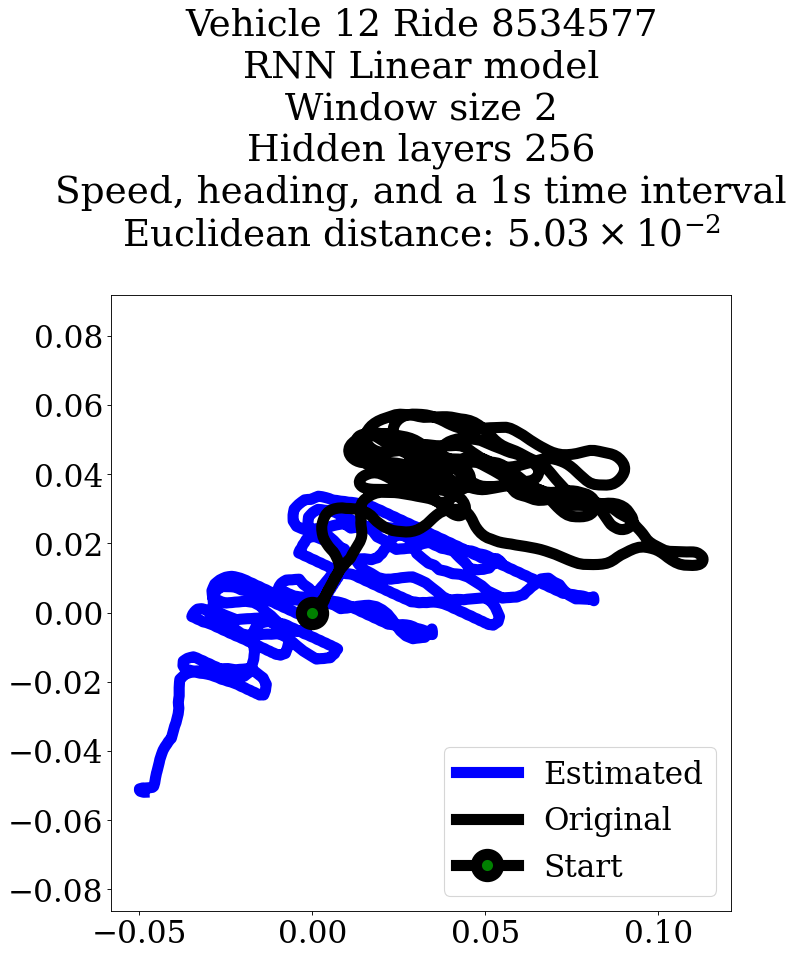 Vehicle 12 Ride 8534577
RNN Linear model
Window size 2
Hidden layers 256
Speed, heading, and a 1s time interval
Euclidean distance: 5.03 × 10⁻²
0.08
0.06
0.04
0.02
0.00
−0.02
−0.04
−0.06
−0.08
Estimated
Original
Start
−0.05 0.00 0.05 0.10